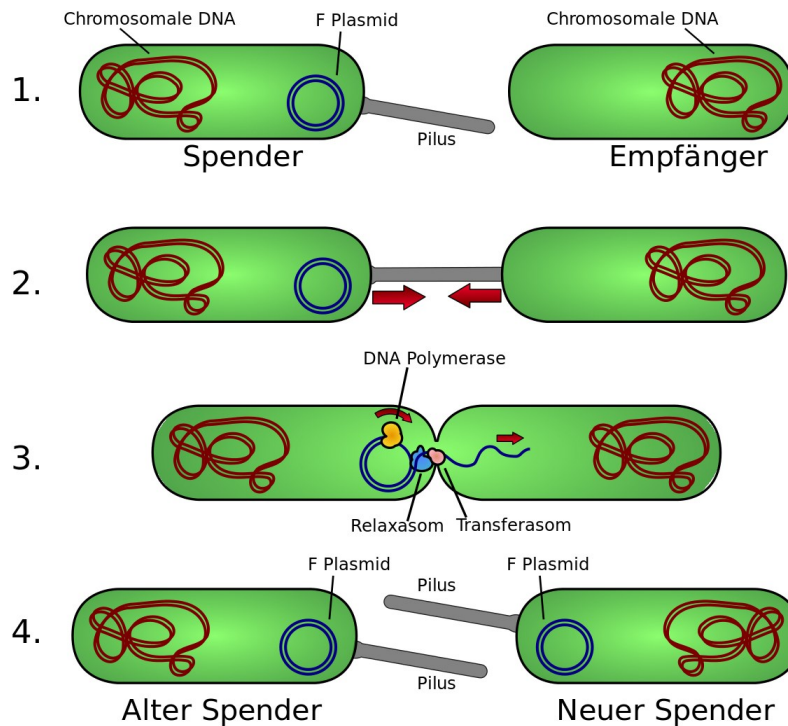 Chromosomale DNA
F Plasmid
Chromosomale DNA
1.
Pilus
Spender
Empfänger
2.
DNA Polymerase
3.
Relaxasom
Transferasom
F Plasmid
Pilus
F Plasmid
4.
Pilus
Alter Spender
Neuer Spender